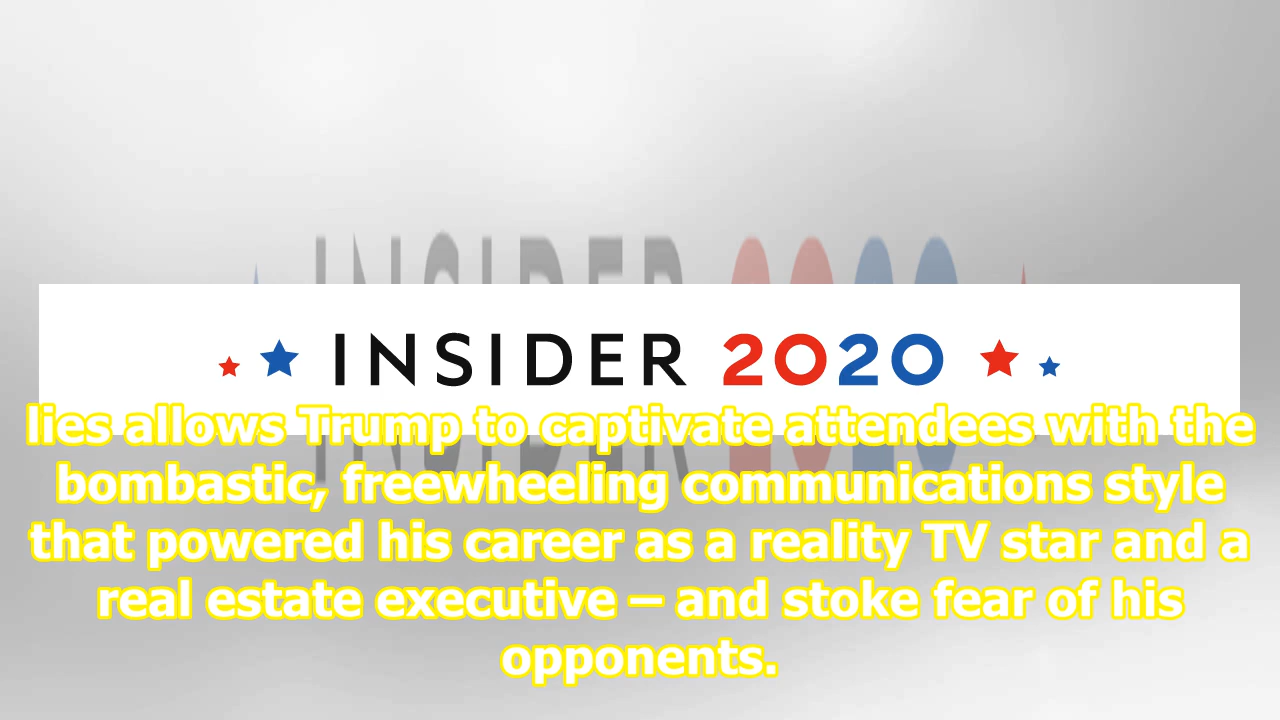 INSIDER 2020
lies allows Trump to captivate attendees with the
bombastic, freewheeling communications style
that powered his career as a reality TV star and a
real estate executive – and stoke fear of his
opponents.